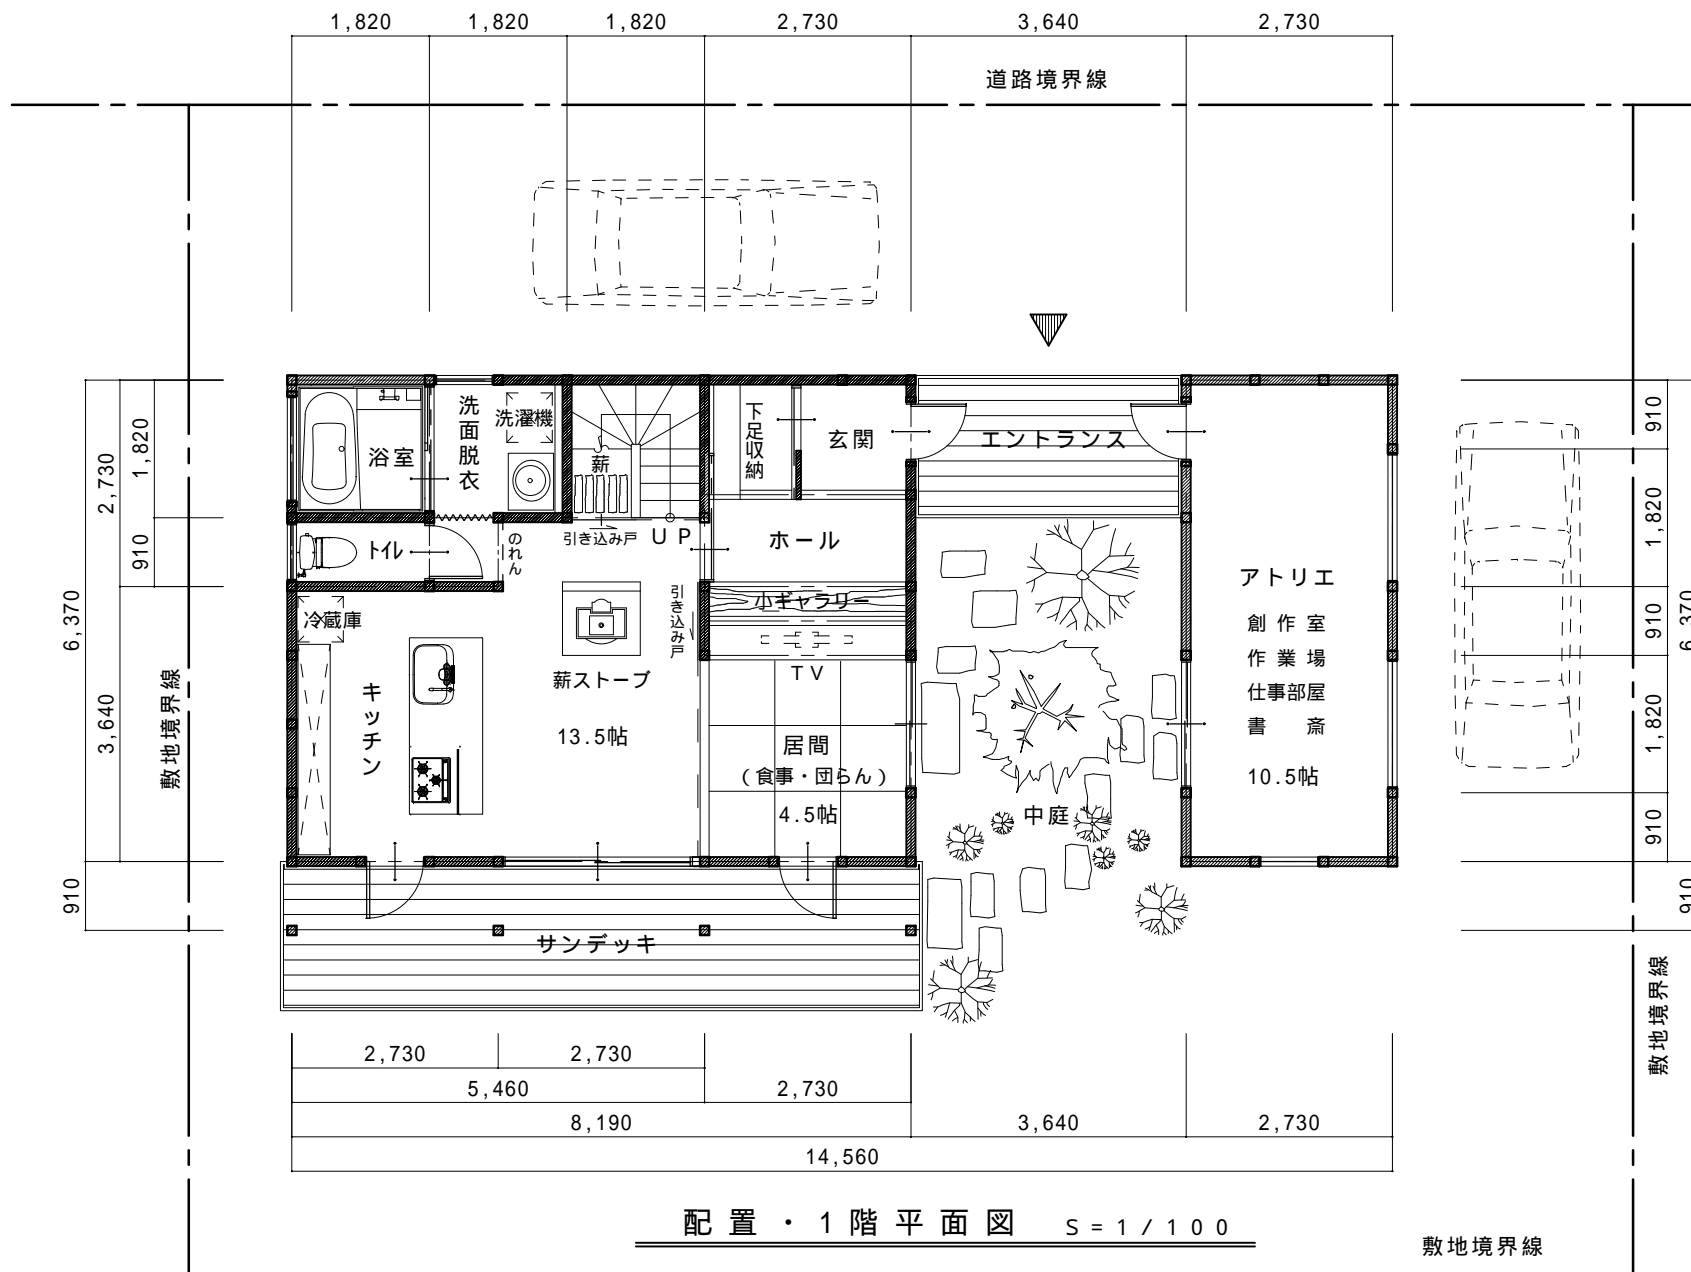 1,820
1,820
1,820
2,730
3,640
2,730
道路境界線
洗面脱衣
洗濯機
浴室
薪
下足収納
玄関
エントランス
トイレ
のれん
引き込み戸
UP
ホール
冷蔵庫
引き込み戸
小ギャラリー
TV
アトリエ
創作室
作業場
仕事部屋
書 斎
10.5帖
キッチン
薪ストーブ
13.5帖
居間
(食事・団らん)
4.5帖
中庭
サンデッキ
2,730
1,820
910
6,370
3,640
910
敷地境界線
910
1,820
910
6,370
1,820
910
910
敷地境界線
2,730
2,730
5,460
2,730
8,190
3,640
2,730
14,560
配置・1階平面図 S=1/100
敷地境界線